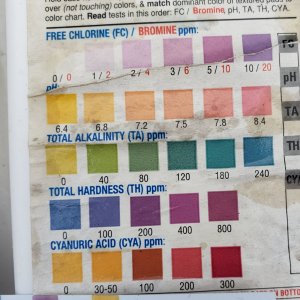 over (not touching) colors, & match dominant color of textured pads to
color chart. Read tests in this order: FC / Bromine, pH, TA, TH, CYA.
FREE CHLORINE (FC) / BROMINE ppm:
0 / 0 1 / 2 2 / 4 3 / 6 5 / 10 10 / 20
pH
6.4 6.8 7.2 7.5 7.8 8.4
TOTAL ALKALINITY (TA) ppm:
0 40 80 120 180 240
TOTAL HARDNESS (TH) ppm:
0 100 200 400 800
CYANURIC ACID (CYA) ppm:
0 30-50 100 200 300
FC
TA
TH
CYA